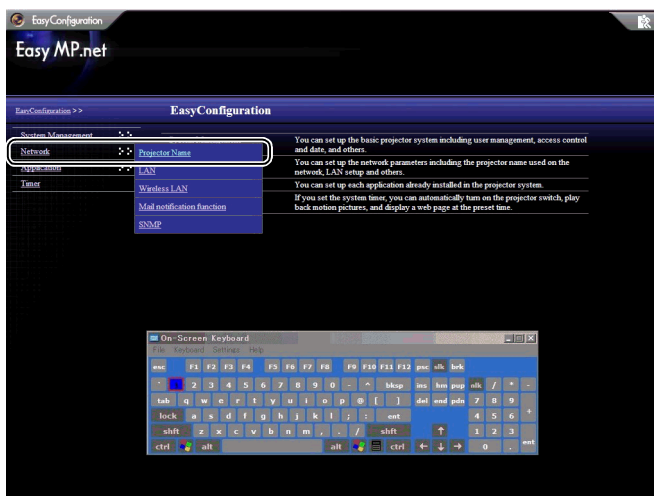 EasyConfiguration
Easy MP.net
EasyConfiguration >> EasyConfiguration
System Management
You can set up the basic projector system including user management, access control
and date, and others.
Network
Projector Name
You can set up the network parameters including the projector name used on the
network, LAN setup and others.
Application
LAN
Timer
Wireless LAN
You can set up each application already installed in the projector system.
If you set the system timer, you can automatically turn on the projector switch, play
back motion pictures, and display a web page at the preset time.
Mail notification function
SNMP
On-Screen Keyboard
File Keyboard Settings Help
esc F1 F2 F3 F4 F5 F6 F7 F8 F9 F10 F11 F12 psc slk brk
2 3 4 5 6 7 8 9 0 - ^ bksp ins hm pup nlk / * -
tab q w e r t y u i o p @ [ ] del end pdn 7 8 9
lock a s d f g h j k l ; : ent 4 5 6 +
shft z x c v b n m , . / shft ↑ 1 2 3
ctrl alt alt ctrl ← ↓ → 0 . ent